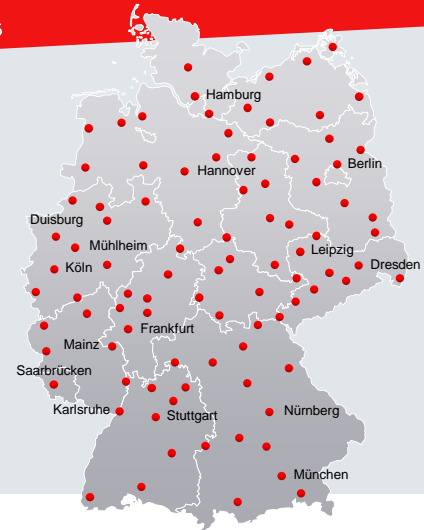 s
Hamburg
Berlin
Hannover
Duisburg
Mühlheim
Leipzig
Dresden
Köln
Frankfurt
Mainz
Saarbrücken
Karlsruhe
Stuttgart
Nürnberg
München